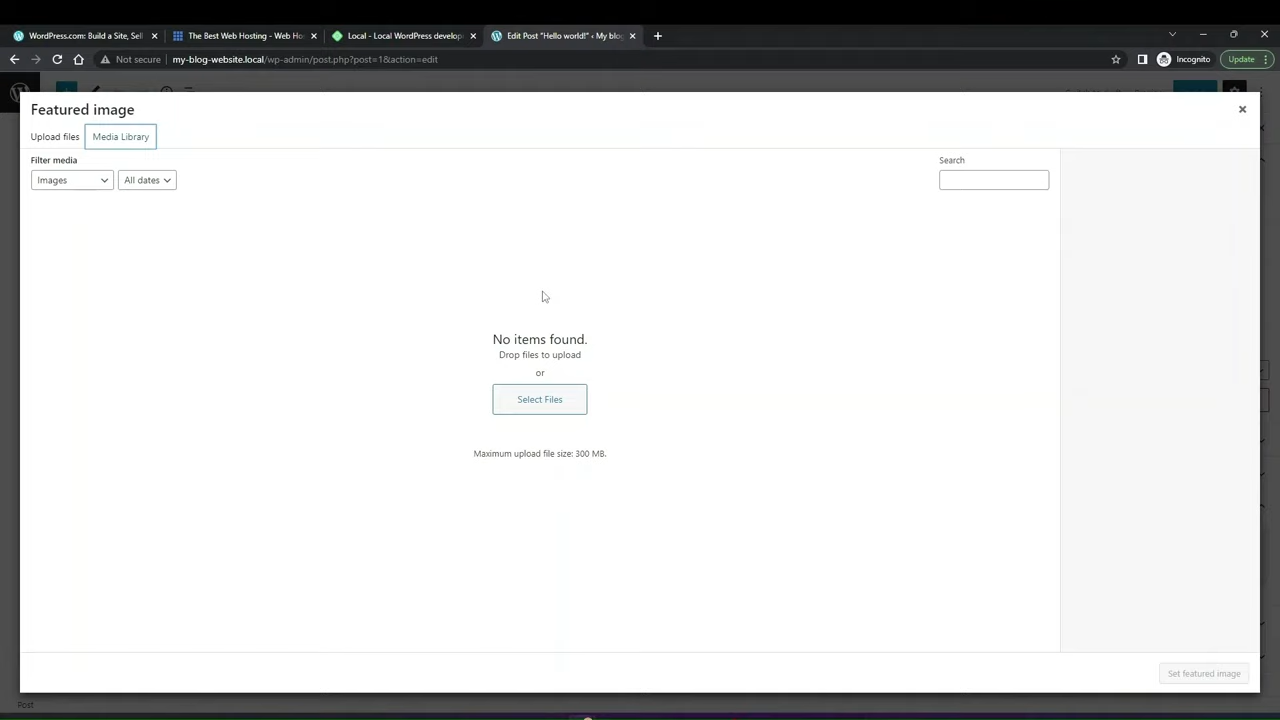 WordPress.com: Build a Site, Sell
The Best Web Hosting - Web Ho
Local - Local WordPress develop
Edit Post "Hello world!" ‹ My blog
Not secure
my-blog-website.local/wp-admin/post.php?post=1&action=edit
Incognito
Update
Featured image
Upload files
Media Library
Filter media
Search
Images
All dates
No items found.
Drop files to upload
or
Select Files
Maximum upload file size: 300 MB.
Set featured image
Post